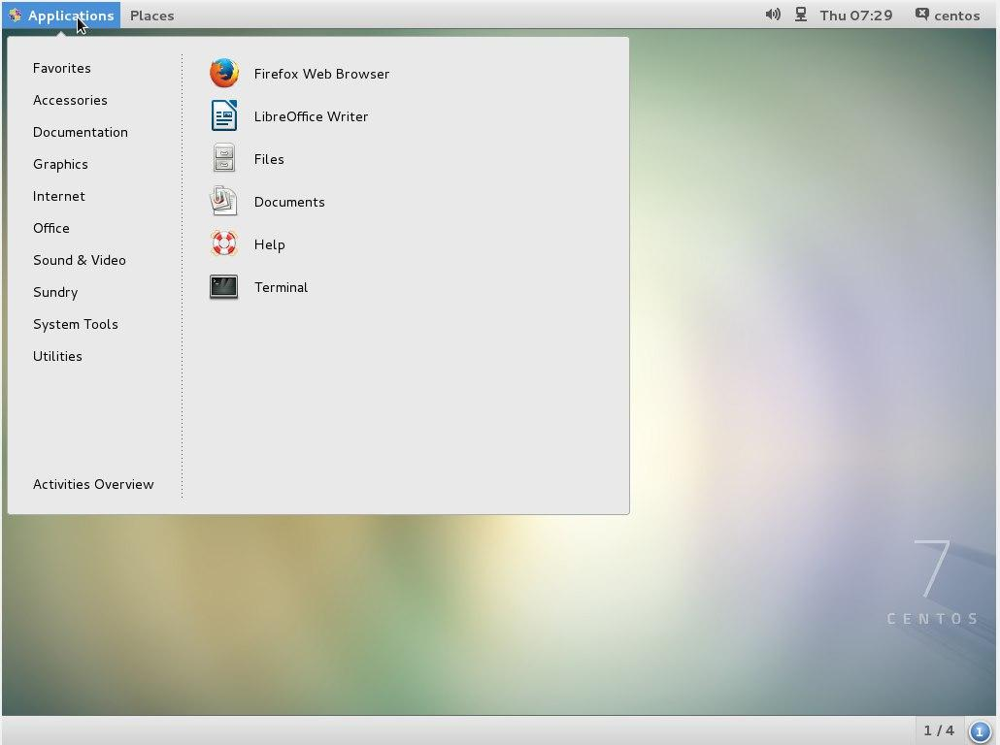 Applications Places Thu 07:29 centos
Favorites
Accessories
Documentation
Graphics
Internet
Office
Sound & Video
Sundry
System Tools
Utilities
Activities Overview
Firefox Web Browser
LibreOffice Writer
Files
Documents
Help
Terminal
7
CENTOS
1 / 4 1